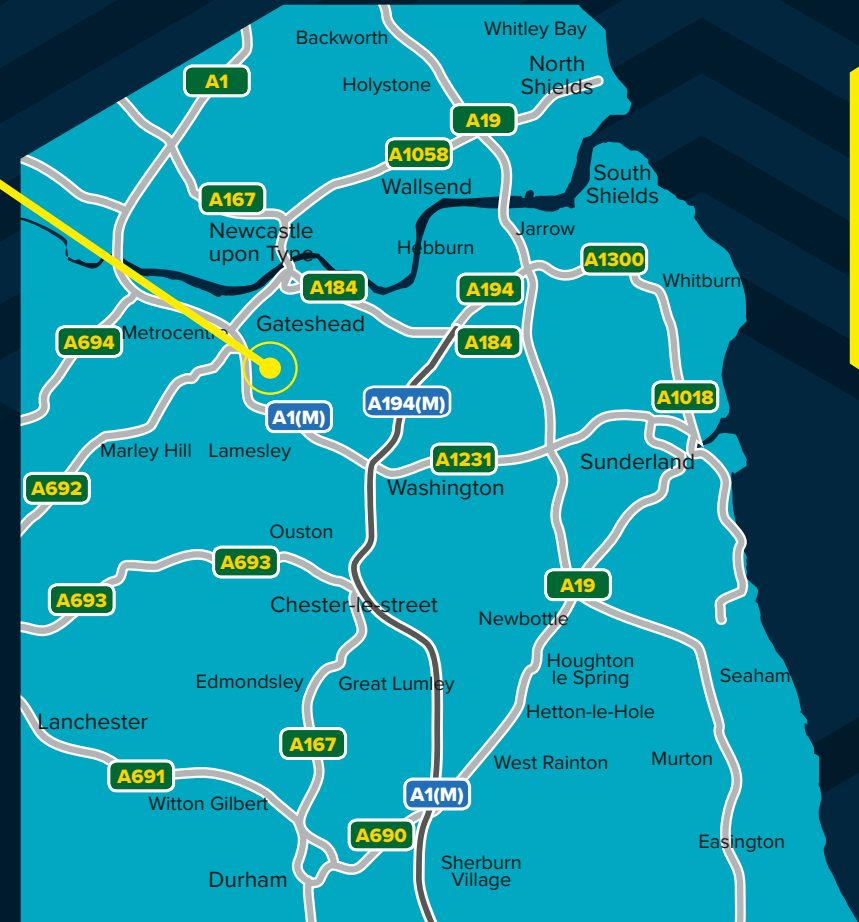 Whitley Bay
Backworth
North
Shields
A1
Holystone
A19
A1058
Wallsend
South
Shields
A167
Newcastle
upon Tyne
Jarrow
Hebburn
A1300
Whitburn
A184
A194
Gateshead
Metrocentre
A694
A184
A194(M)
A1018
A1(M)
Marley Hill
Lamesley
A1231
Sunderland
A692
Washington
Ouston
A693
A693
A19
Chester-le-street
Newbottle
Houghton
le Spring
Seaham
Edmondsley
Great Lumley
Hetton-le-Hole
Lanchester
A167
West Rainton
Murton
A691
A1(M)
Witton Gilbert
A690
Easington
Sherburn
Village
Durham